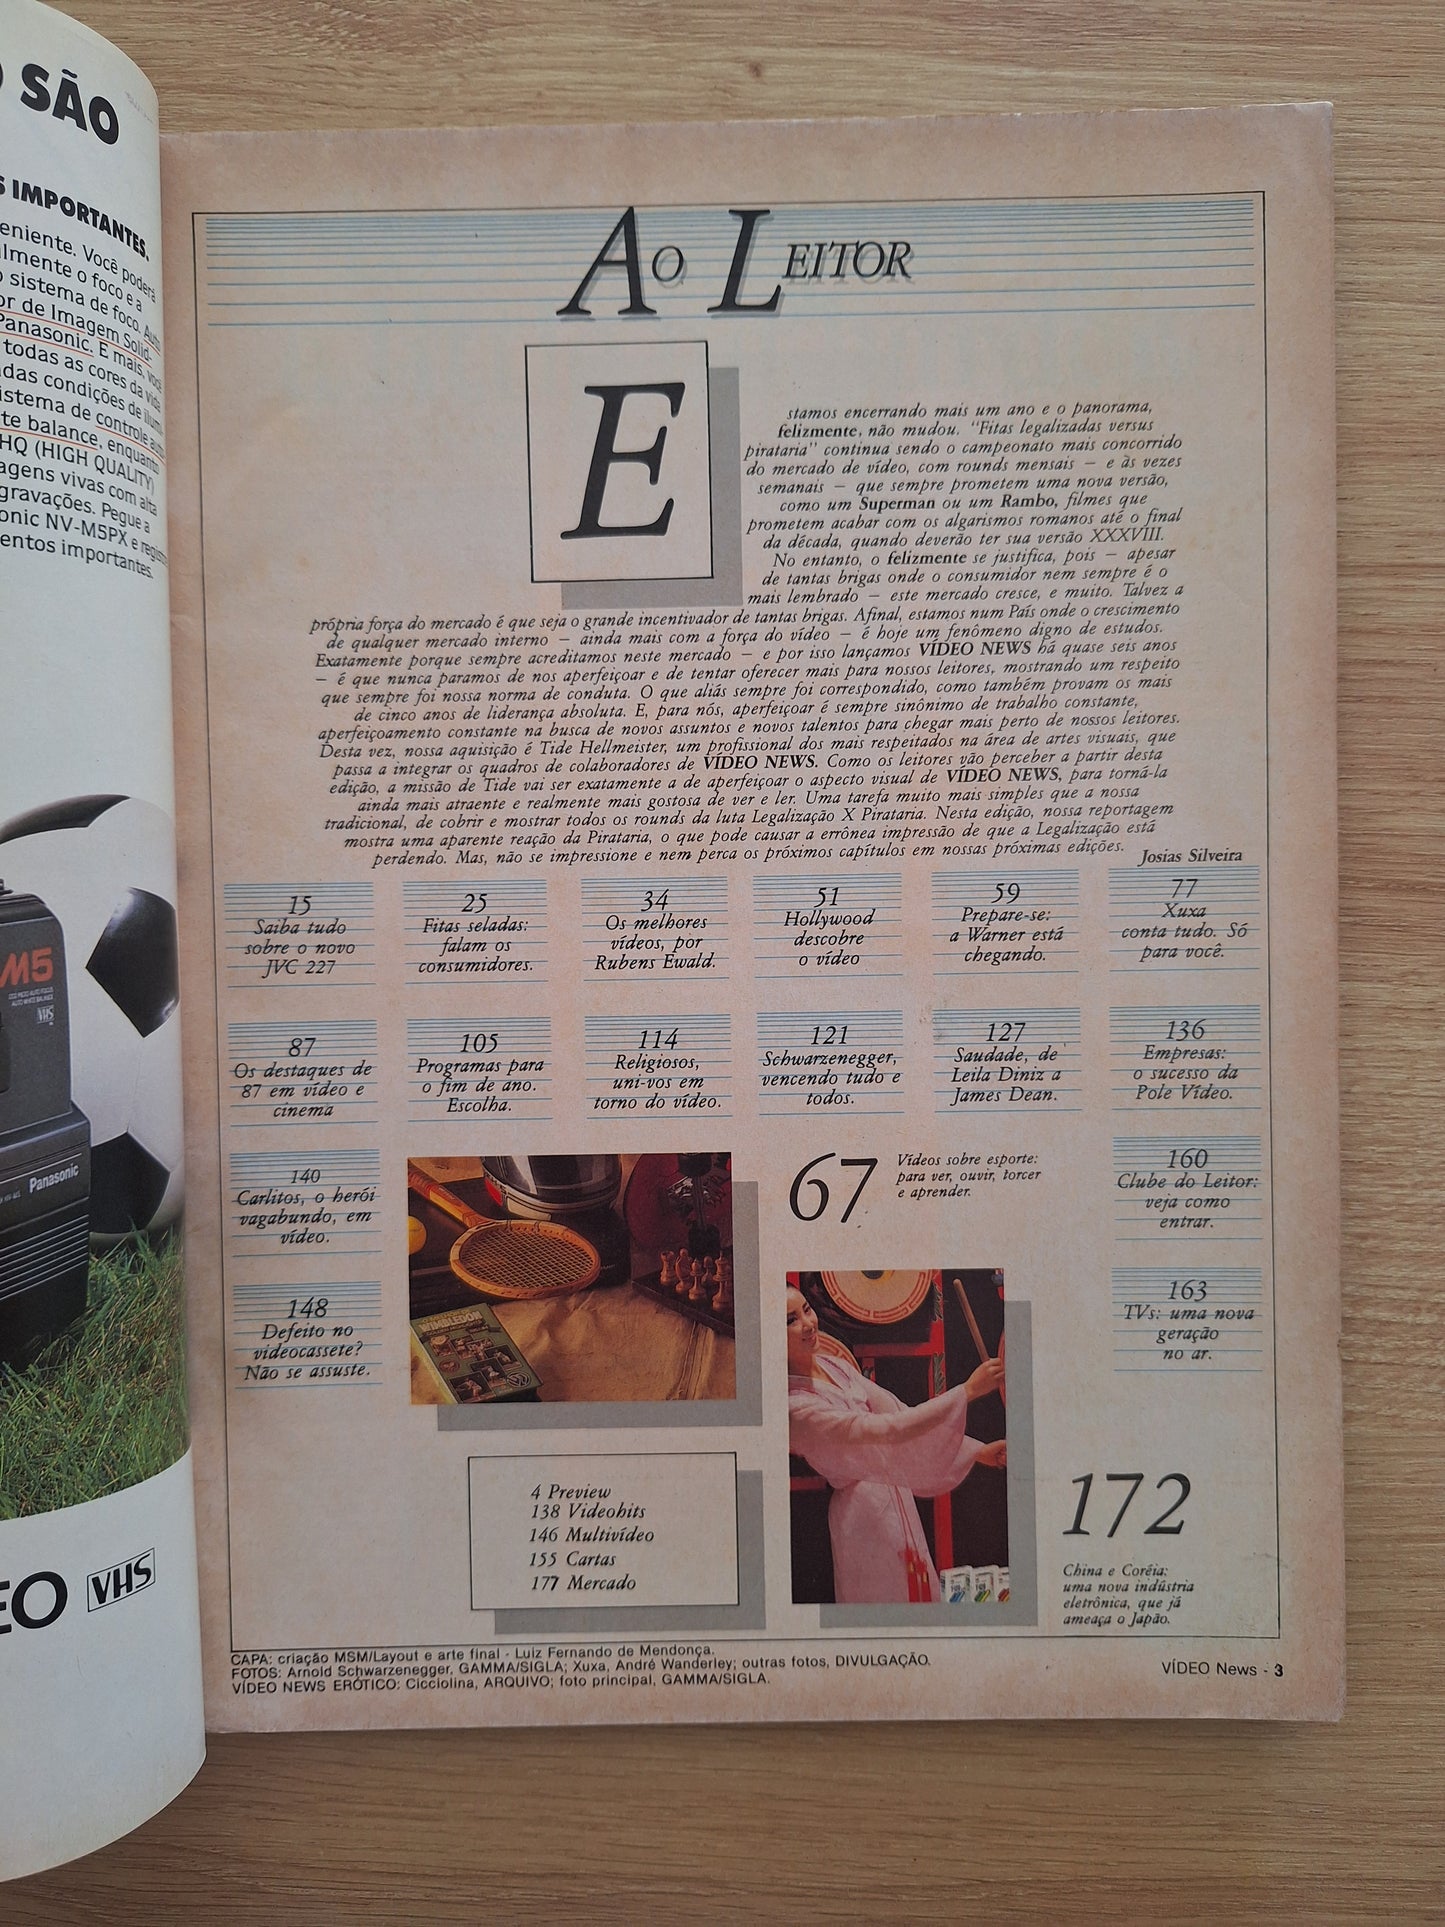 SÃO
IMPORTANTES.
eniente. Você poderá
lmente o foco e a
sistema de foco. Auto
or de Imagem Solid-
Panasonic. E mais, você
todas as cores da vida
das condições de
istema de controle
te balance, enquanto
HQ (HIGH QUALITY)
agens vivas com alta
gravações. Pegue a
onic NV-M5PX e
entos importantes.
M5
VHS
Panasonic
EO VHS
AO LEITOR
E
stamos encerrando mais um ano e o panorama,
felizmente, não mudou. "Fitas legalizadas versus
pirataria" continua sendo o campeonato mais concorrido
do mercado de vídeo, com rounds mensais — e às vezes
semanais — que sempre prometem uma nova versão,
como um Superman ou um Rambo, filmes que
prometem acabar com os algarismos romanos até o final
da década, quando deverão ter sua versão XXXVIII.
No entanto, o felizmente se justifica, pois — apesar
de tantas brigas onde o consumidor nem sempre é o
mais lembrado — este mercado cresce, e muito. Talvez a
própria força do mercado é que seja o grande incentivador de tantas brigas. Afinal, estamos num País onde o crescimento
de qualquer mercado interno — ainda mais com a força do vídeo — é hoje um fenômeno digno de estudos.
Exatamente porque sempre acreditamos neste mercado — e por isso lançamos VÍDEO NEWS há quase seis anos
— é que nunca paramos de nos aperfeiçoar e de tentar oferecer mais para nossos leitores, mostrando um respeito
que sempre foi nossa norma de conduta. O que aliás sempre foi correspondido, como também provam os mais
de cinco anos de liderança absoluta. E, para nós, aperfeiçoar é sempre sinônimo de trabalho constante,
aperfeiçoamento constante na busca de novos assuntos e novos talentos para chegar mais perto de nossos leitores.
Desta vez, nossa aquisição é Tide Hellmeister, um profissional dos mais respeitados na área de artes visuais, que
passa a integrar os quadros de colaboradores de VÍDEO NEWS. Como os leitores vão perceber a partir desta
edição, a missão de Tide vai ser exatamente a de aperfeiçoar o aspecto visual de VÍDEO NEWS, para torná-la
ainda mais atraente e realmente mais gostosa de ver e ler. Uma tarefa muito mais simples que a nossa
tradicional, de cobrir e mostrar todos os rounds da luta Legalização X Pirataria. Nesta edição, nossa reportagem
mostra uma aparente reação da Pirataria, o que pode causar a errônea impressão de que a Legalização está
perdendo. Mas, não se impressione e nem perca os próximos capítulos em nossas próximas edições.
Josias Silveira
15
Saiba tudo
sobre o novo
JVC 227
25
Fitas seladas:
falam os
consumidores.
34
Os melhores
vídeos, por
Rubens Ewald.
51
Hollywood
descobre
o vídeo
59
Prepare-se:
a Warner está
chegando.
77
Xuxa
conta tudo. Só
para você.
87
Os destaques de
87 em vídeo e
cinema
105
Programas para
o fim de ano.
Escolha.
114
Religiosos,
uni-vos em
torno do vídeo.
121
Schwarzenegger,
vencendo tudo e
todos.
127
Saudade, de
Leila Diniz a
James Dean.
136
Empresas:
o sucesso da
Pole Vídeo.
140
Carlitos, o herói
vagabundo, em
vídeo.
67
Vídeos sobre esporte:
para ver, ouvir, torcer
e aprender.
160
Clube do Leitor:
veja como
entrar.
148
Defeito no
videocassete?
Não se assuste.
WIMBLEDON
163
TVs: uma nova
geração
no ar.
4 Preview
138 Videohits
146 Multivídeo
155 Cartas
177 Mercado
172
China e Coréia:
uma nova indústria
eletrônica, que já
ameaça o Japão.
CAPA: criação MSM/Layout e arte final - Luiz Fernando de Mendonça.
FOTOS: Arnold Schwarzenegger, GAMMA/SIGLA; Xuxa, André Wanderley; outras fotos, DIVULGAÇÃO.
VÍDEO NEWS ERÓTICO: Cicciolina, ARQUIVO; foto principal, GAMMA/SIGLA.
VÍDEO News - 3